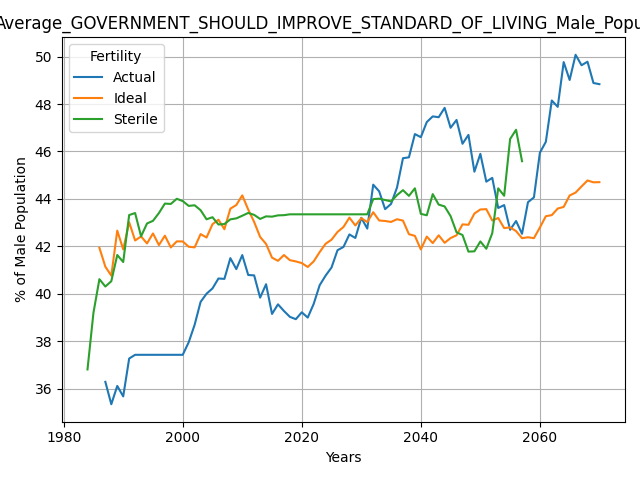 Average_GOVERNMENT_SHOULD_IMPROVE_STANDARD_OF_LIVING_Male_Popu
Fertility
Actual
Ideal
Sterile
% of Male Population
50
48
46
44
42
40
38
36
1980
2000
2020
2040
2060
Years